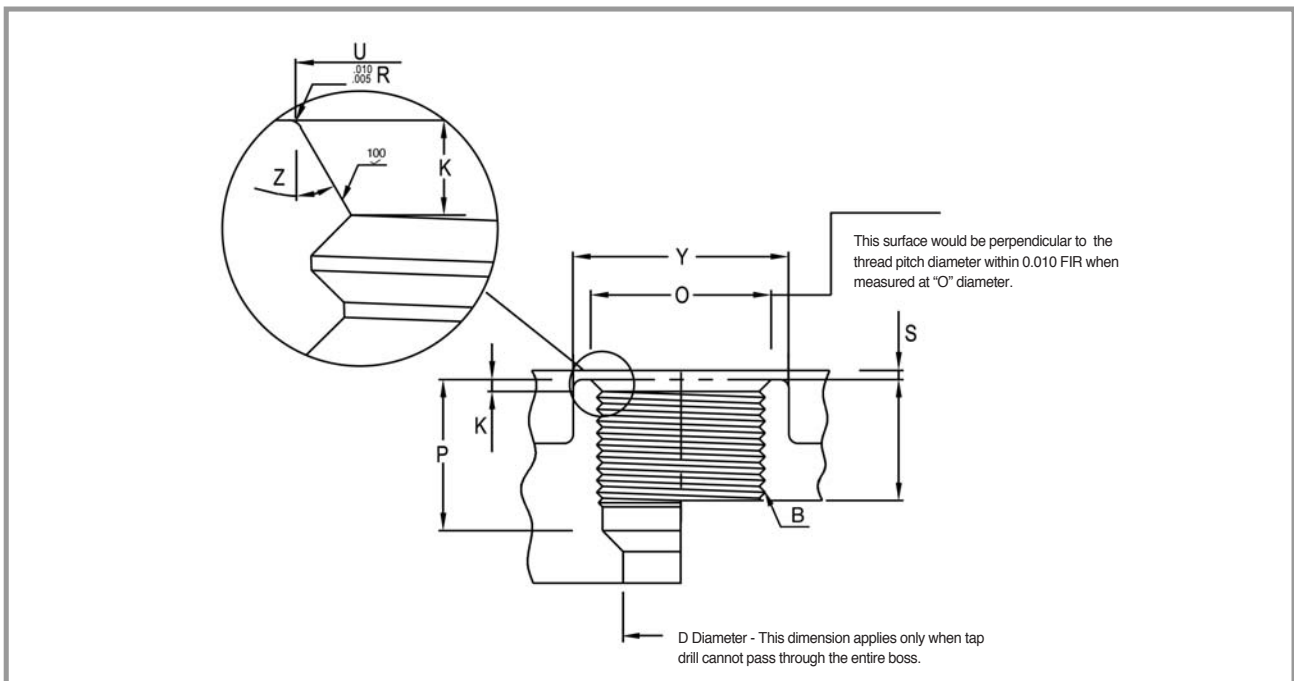 U
.010
.005 R
100
K
Z
This surface would be perpendicular to the
thread pitch diameter within 0.010 FIR when
measured at “O” diameter.
Y
O
S
K
P
B
D Diameter - This dimension applies only when tap
drill cannot pass through the entire boss.